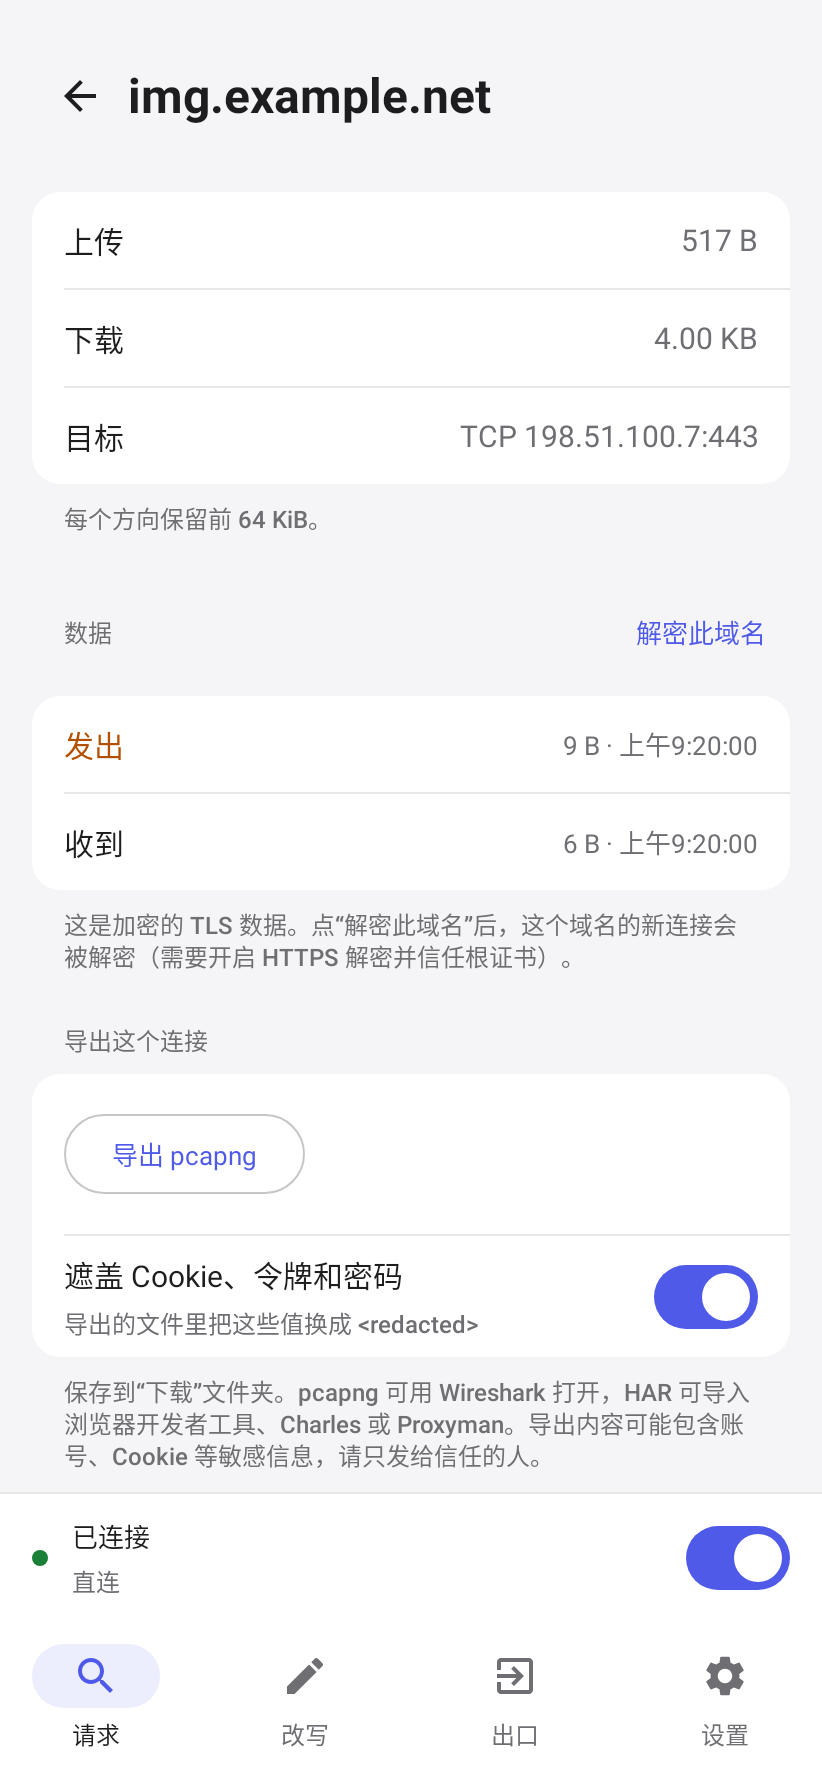 img.example.net
上传 517 B
下载 4.00 KB
目标 TCP 198.51.100.7:443
每个方向保留前 64 KiB。
数据 解密此域名
发出 9 B · 上午9:20:00
收到 6 B · 上午9:20:00
这是加密的 TLS 数据。点“解密此域名”后，这个域名的新连接会
被解密（需要开启 HTTPS 解密并信任根证书）。
导出这个连接
导出 pcapng
遮盖 Cookie、令牌和密码
导出的文件里把这些值换成 <redacted>
保存到“下载”文件夹。pcapng 可用 Wireshark 打开，HAR 可导入
浏览器开发者工具、Charles 或 Proxyman。导出内容可能包含账
号、Cookie 等敏感信息，请只发给信任的人。
已连接
直连
请求 改写 出口 设置